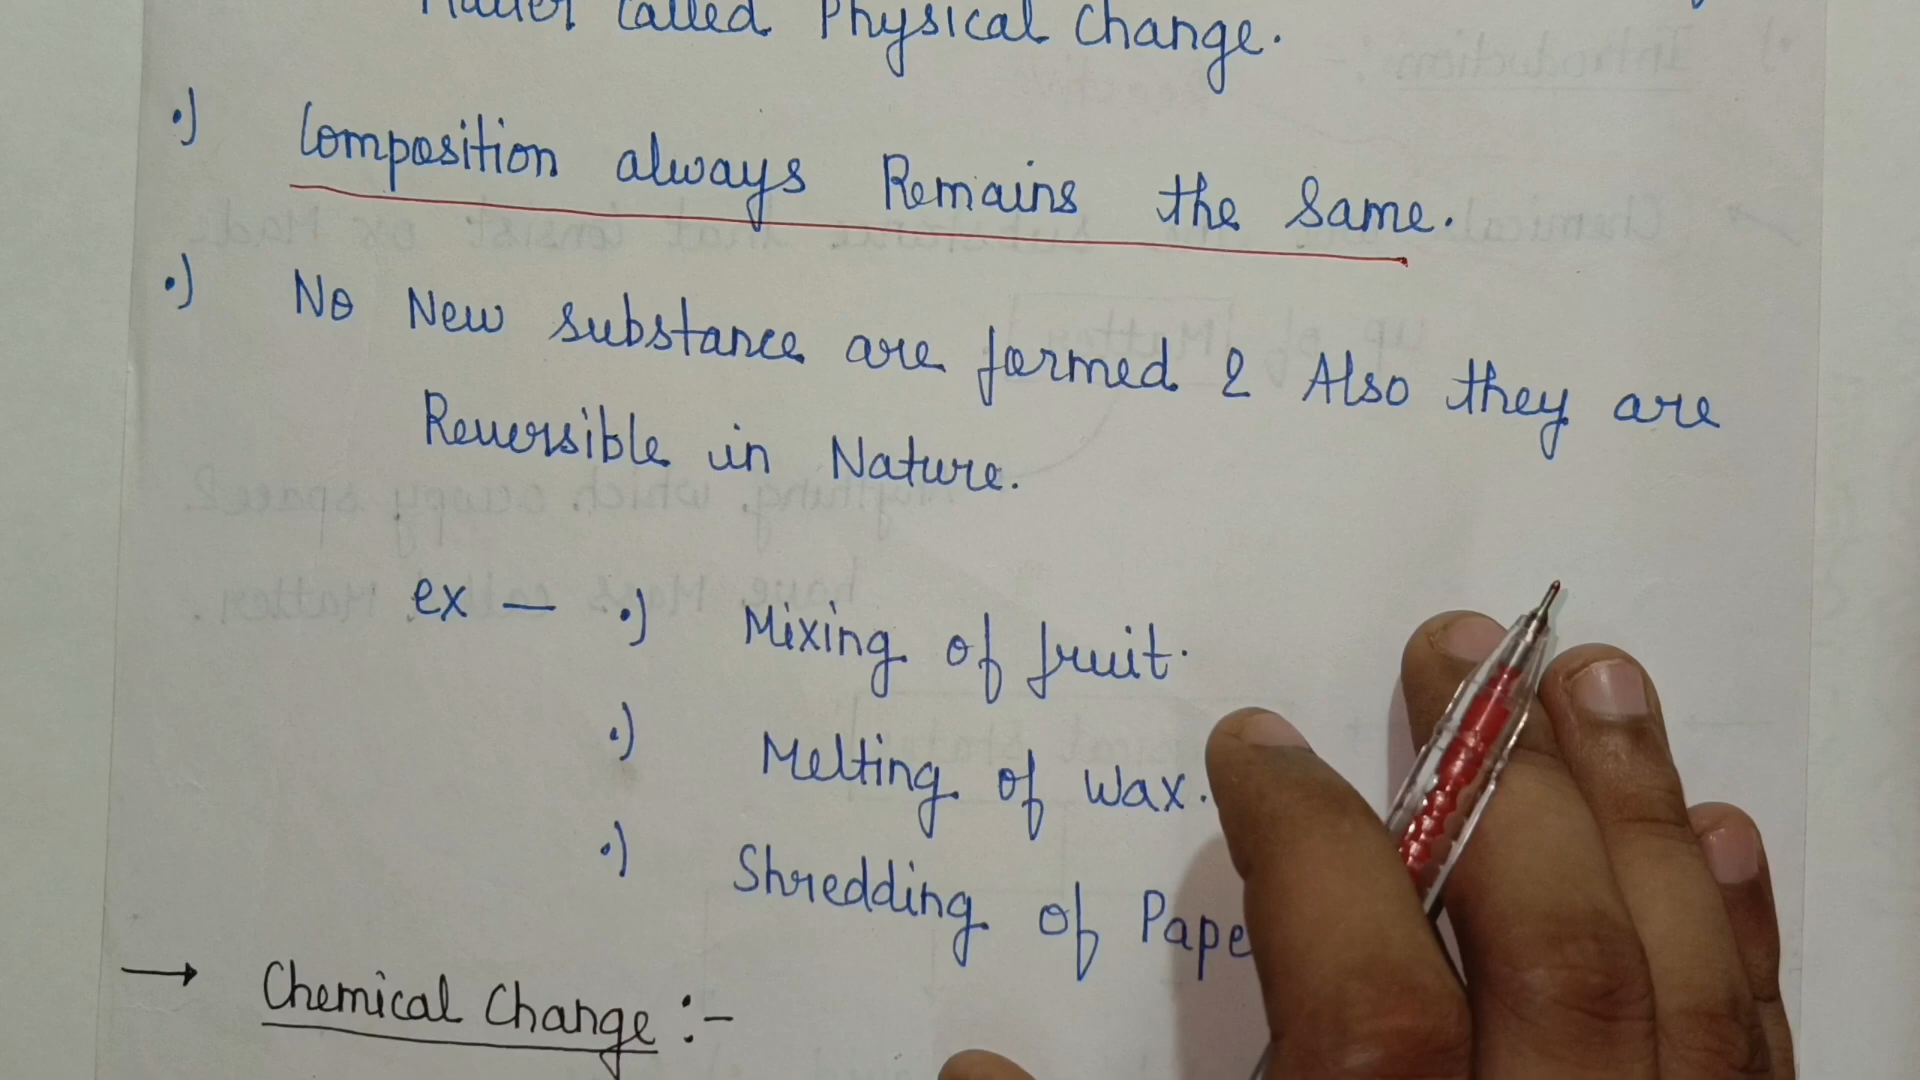 Matter called Physical Change.
•) Composition always Remains the Same.
•) No New substance are formed & Also they are
Reversible in Nature.
ex — •) Mixing of fruit.
•) Melting of wax.
•) Shredding of Pape
→ Chemical Change :-